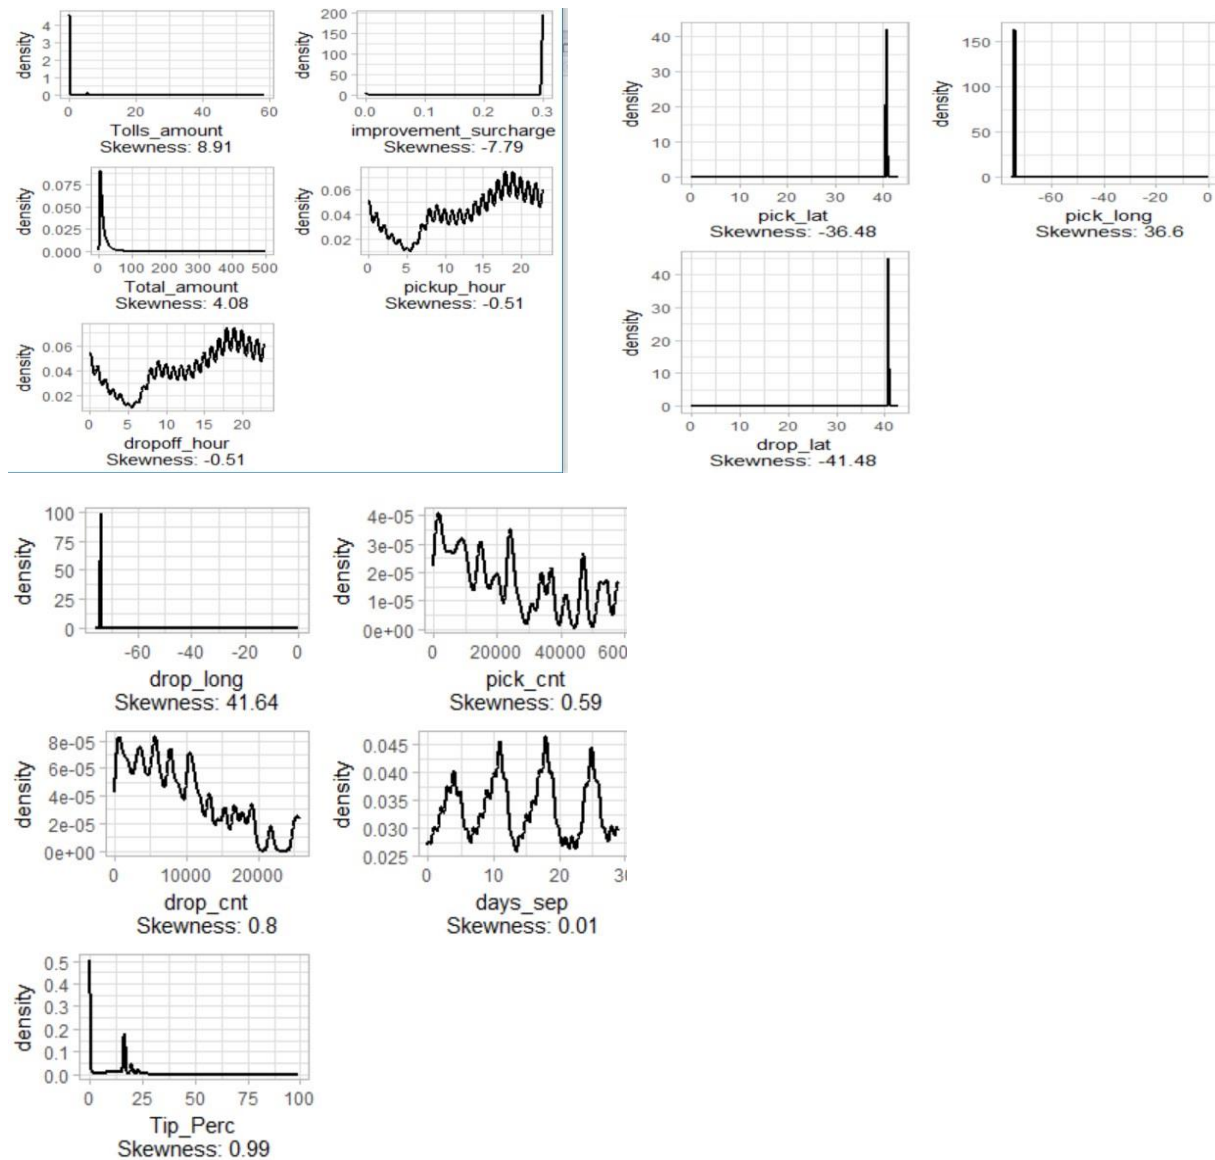 density
4
3
2
1
0
0 20 40 60
Tolls_amount
Skewness: 8.91
density
200
150
100
50
0
0.0 0.1 0.2 0.3
improvement_surcharge
Skewness: -7.79
density
0.075
0.050
0.025
0.000
0 100 200 300 400 500
Total_amount
Skewness: 4.08
density
0.06
0.04
0.02
0 5 10 15 20
pickup_hour
Skewness: -0.51
density
0.06
0.04
0.02
0 5 10 15 20
dropoff_hour
Skewness: -0.51
density
40
30
20
10
0
0 10 20 30 40
pick_lat
Skewness: -36.48
density
150
100
50
0
-60 -40 -20 0
pick_long
Skewness: 36.6
density
40
30
20
10
0
0 10 20 30 40
drop_lat
Skewness: -41.48
density
100
75
50
25
0
-60 -40 -20 0
drop_long
Skewness: 41.64
density
4e-05
3e-05
2e-05
1e-05
0e+00
0 20000 40000 600
pick_cnt
Skewness: 0.59
density
8e-05
6e-05
4e-05
2e-05
0e+00
0 10000 20000
drop_cnt
Skewness: 0.8
density
0.045
0.040
0.035
0.030
0.025
0 10 20 3
days_sep
Skewness: 0.01
density
0.5
0.4
0.3
0.2
0.1
0.0
0 25 50 75 100
Tip_Perc
Skewness: 0.99